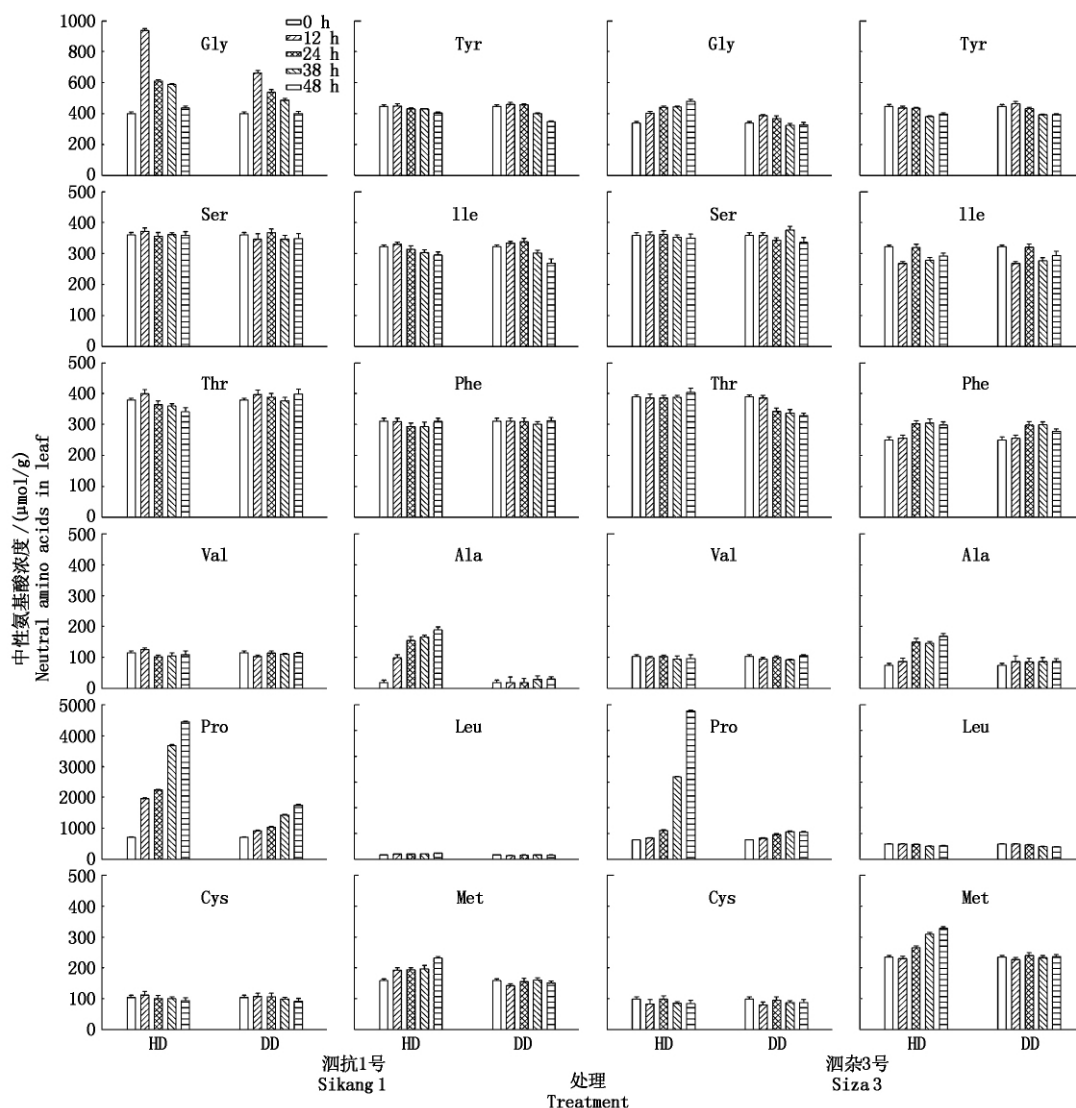 1000
800
600
400
200
0
Gly
0 h
12 h
24 h
38 h
48 h
Tyr
Gly
Tyr
500
400
300
200
100
0
Ser
Ile
Ser
Ile
500
400
300
200
100
0
Thr
Phe
Thr
Phe
500
400
300
200
100
0
Val
Ala
Val
Ala
5000
4000
3000
2000
1000
0
Pro
Leu
Pro
Leu
500
400
300
200
100
0
Cys
Met
Cys
Met
中性氨基酸浓度/(μmol/g)
Neutral amino acids in leaf
HD DD HD DD HD DD HD DD
泗抗1号 泗杂3号
Sikang 1 处理 Siza 3
Treatment